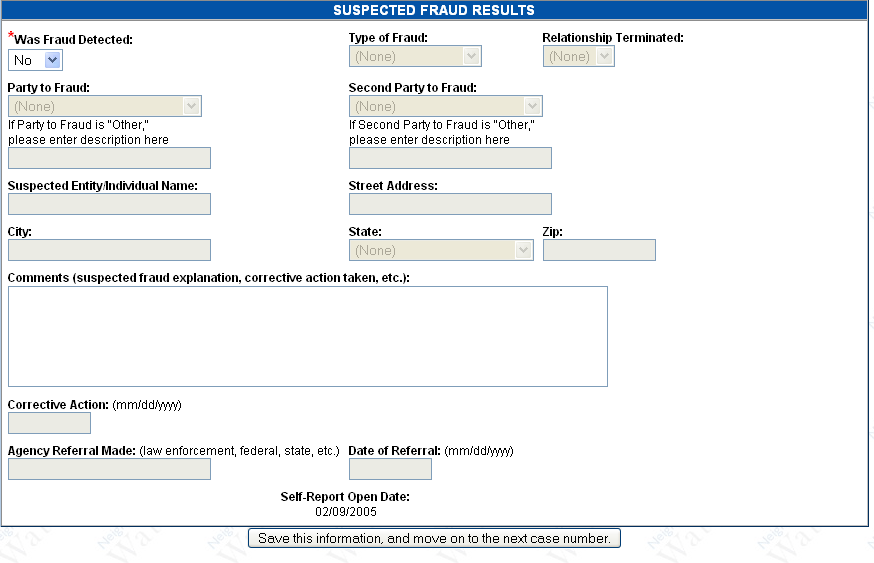 SUSPECTED FRAUD RESULTS
*Was Fraud Detected:
No
Type of Fraud:
(None)
Relationship Terminated:
(None)
Party to Fraud:
(None)
If Party to Fraud is "Other,"
please enter description here
Second Party to Fraud:
(None)
If Second Party to Fraud is "Other,"
please enter description here
Suspected Entity/Individual Name:
Street Address:
City:
State:
(None)
Zip:
Comments (suspected fraud explanation, corrective action taken, etc.):
Corrective Action: (mm/dd/yyyy)
Agency Referral Made: (law enforcement, federal, state, etc.)
Date of Referral: (mm/dd/yyyy)
Self-Report Open Date:
02/09/2005
Save this information, and move on to the next case number.